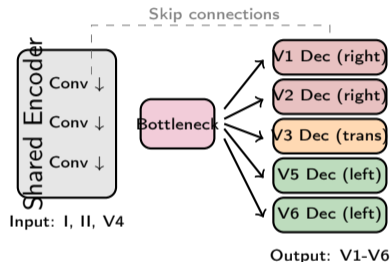 Skip connections
Shared Encoder
Conv ↓
Conv ↓
Conv ↓
Input: I, II, V4
Bottleneck
V1 Dec (right)
V2 Dec (right)
V3 Dec (trans)
V5 Dec (left)
V6 Dec (left)
Output: V1-V6